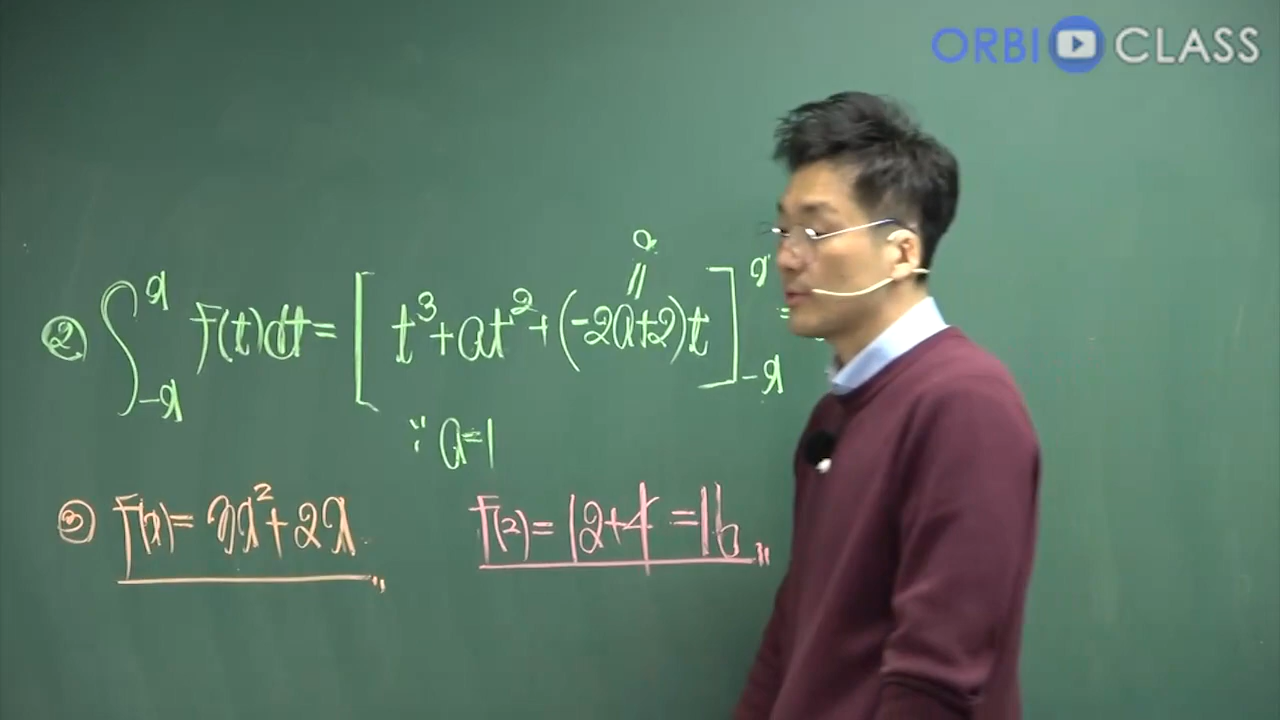 ORBI CLASS
a
||
② ∫_{-x}^{x} f(t)dt = [ t³+at²+(-2a+2)t ]_{-x}^{x} =
∵ a=1
③ f(x)= 3x²+2x〃
f(2)= 12+4 =16〃